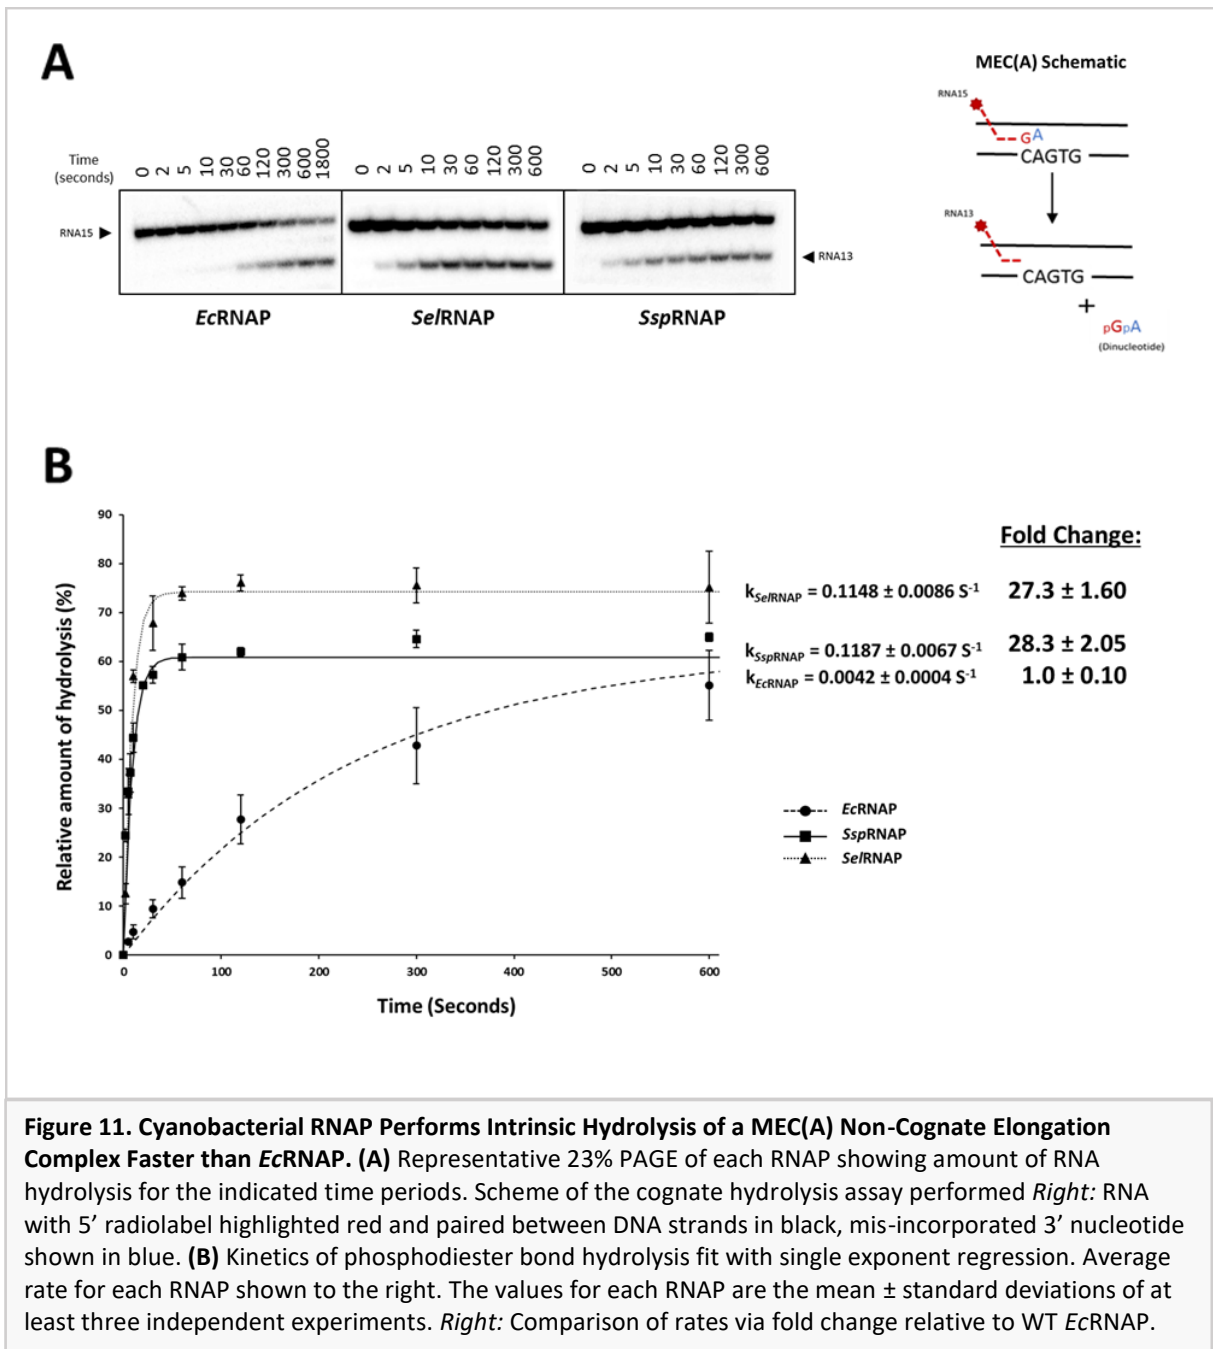 A
MEC(A) Schematic
RNA15
GA
CAGTG
RNA13
CAGTG
+
pGpA
(Dinucleotide)
Time
(seconds)
0 2 5 10 30 60 120 300 600 1800
0 2 5 10 30 60 120 300 600
0 2 5 10 30 60 120 300 600
RNA15
RNA13
EcRNAP
SelRNAP
SspRNAP
B
Relative amount of hydrolysis (%)
90
80
70
60
50
40
30
20
10
0
0 100 200 300 400 500 600
Time (Seconds)
Fold Change:
kSelRNAP = 0.1148 ± 0.0086 S-1 27.3 ± 1.60
kSspRNAP = 0.1187 ± 0.0067 S-1 28.3 ± 2.05
kEcRNAP = 0.0042 ± 0.0004 S-1 1.0 ± 0.10
EcRNAP
SspRNAP
SelRNAP
Figure 11. Cyanobacterial RNAP Performs Intrinsic Hydrolysis of a MEC(A) Non-Cognate Elongation
Complex Faster than EcRNAP. (A) Representative 23% PAGE of each RNAP showing amount of RNA
hydrolysis for the indicated time periods. Scheme of the cognate hydrolysis assay performed Right: RNA
with 5’ radiolabel highlighted red and paired between DNA strands in black, mis-incorporated 3’ nucleotide
shown in blue. (B) Kinetics of phosphodiester bond hydrolysis fit with single exponent regression. Average
rate for each RNAP shown to the right. The values for each RNAP are the mean ± standard deviations of at
least three independent experiments. Right: Comparison of rates via fold change relative to WT EcRNAP.